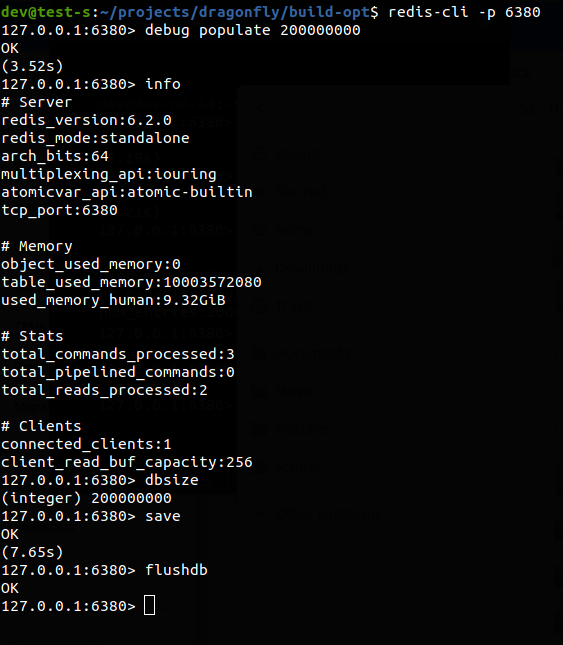 dev@test-s:~/projects/dragonfly/build-opt$ redis-cli -p 6380
127.0.0.1:6380> debug populate 200000000
OK
(3.52s)
127.0.0.1:6380> info
# Server
redis_version:6.2.0
redis_mode:standalone
arch_bits:64
multiplexing_api:iouring
atomicvar_api:atomic-builtin
tcp_port:6380

# Memory
object_used_memory:0
table_used_memory:10003572080
used_memory_human:9.32GiB

# Stats
total_commands_processed:3
total_pipelined_commands:0
total_reads_processed:2

# Clients
connected_clients:1
client_read_buf_capacity:256
127.0.0.1:6380> dbsize
(integer) 200000000
127.0.0.1:6380> save
OK
(7.65s)
127.0.0.1:6380> flushdb
OK
127.0.0.1:6380>